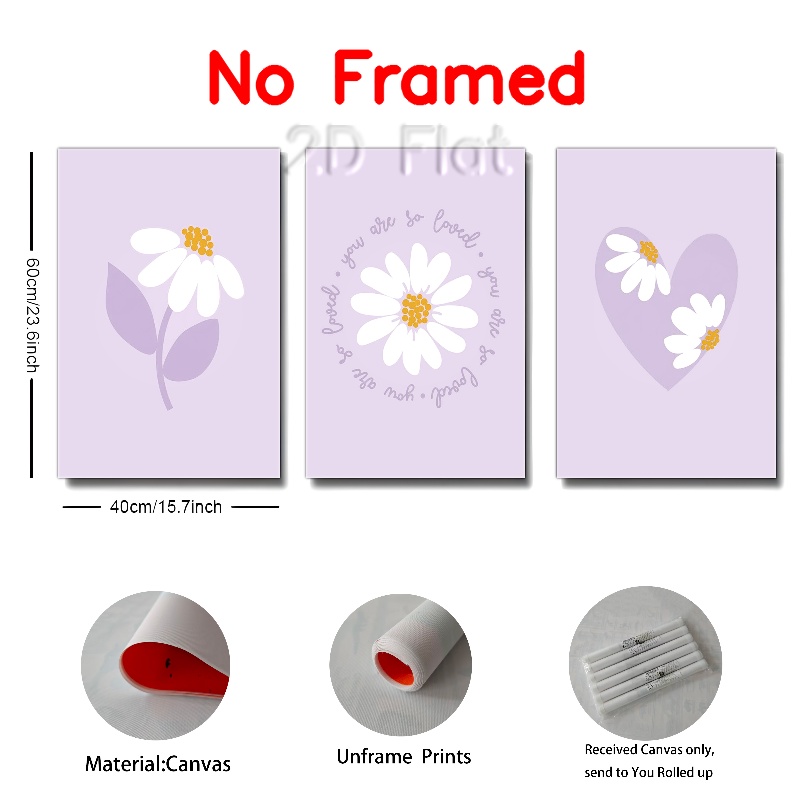 No Framed
2D Flat
60cm/23.6inch
you are so loved • you are so loved • you are so loved •
40cm/15.7inch
Material:Canvas
Unframe Prints
Received Canvas only,
send to You Rolled up